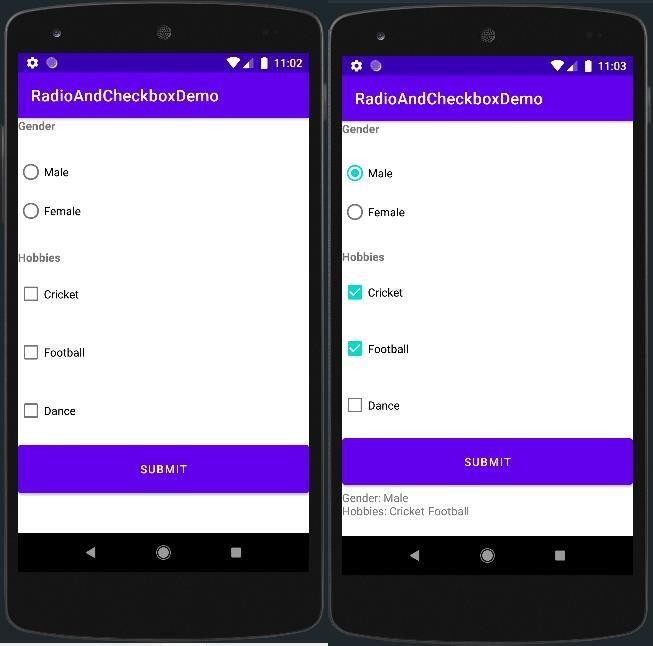 11:02
RadioAndCheckboxDemo
Gender
Male
Female
Hobbies
Cricket
Football
Dance
SUBMIT
11:03
RadioAndCheckboxDemo
Gender
Male
Female
Hobbies
Cricket
Football
Dance
SUBMIT
Gender: Male
Hobbies: Cricket Football